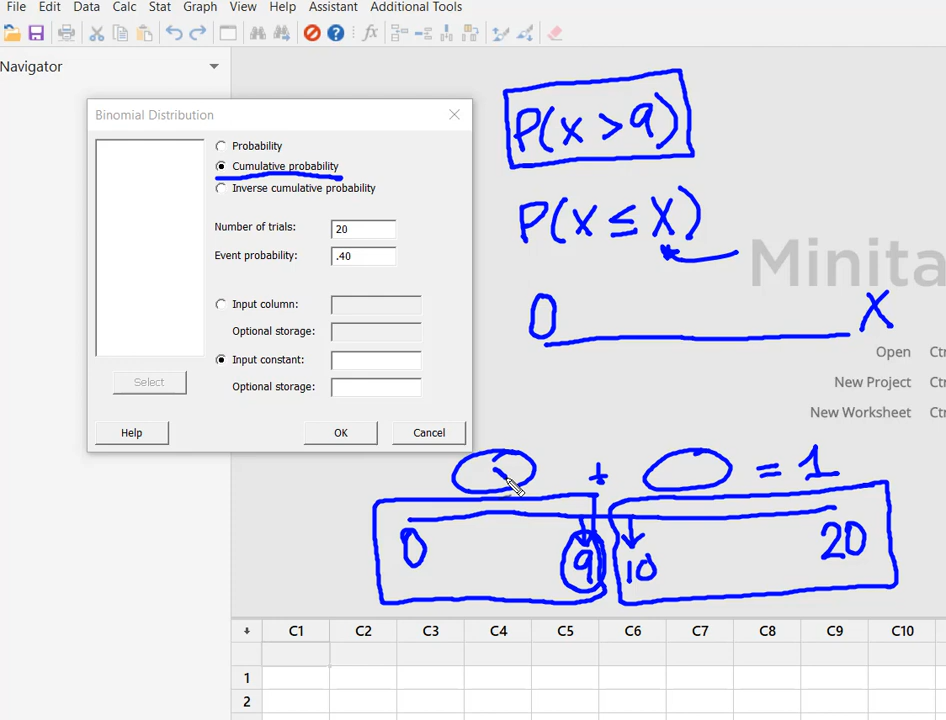 File Edit Data Calc Stat Graph View Help Assistant Additional Tools
Navigator
Binomial Distribution
Probability
Cumulative probability
Inverse cumulative probability
Number of trials: 20
Event probability: .40
Input column:
Optional storage:
Input constant:
Optional storage:
Select
Help OK Cancel
P(x > 9)
P(x ≤ X)
Minita
0 X
Open Ctr
New Project Ctr
New Worksheet Ctr
+ = 1
0 9 10 20
C1 C2 C3 C4 C5 C6 C7 C8 C9 C10
1
2